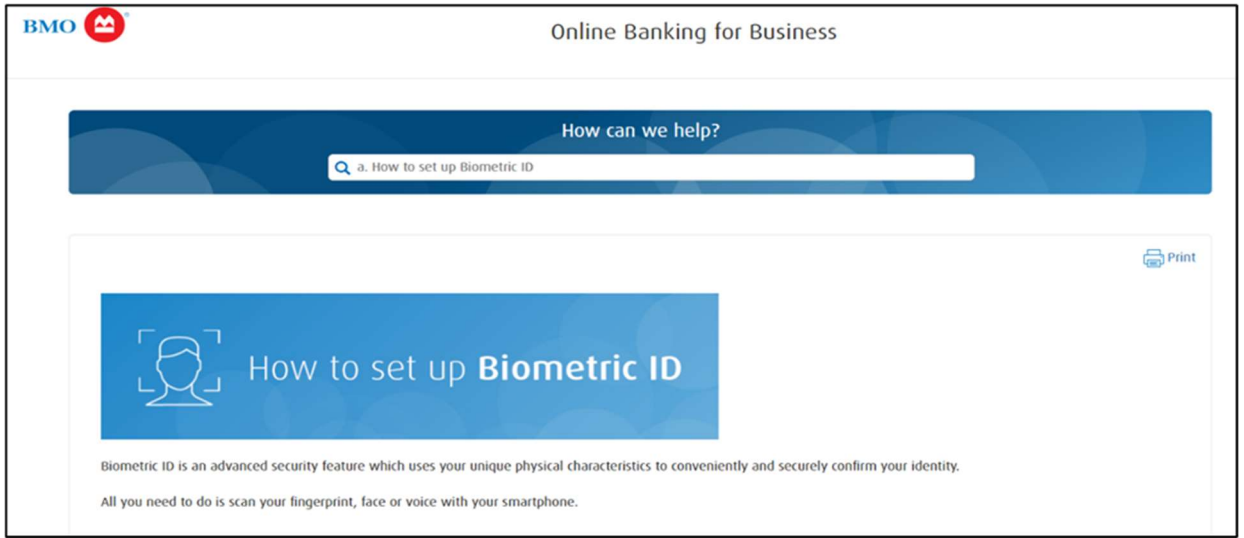 BMO
Online Banking for Business
How can we help?
a. How to set up Biometric ID
Print
How to set up Biometric ID
Biometric ID is an advanced security feature which uses your unique physical characteristics to conveniently and securely confirm your identity.
All you need to do is scan your fingerprint, face or voice with your smartphone.